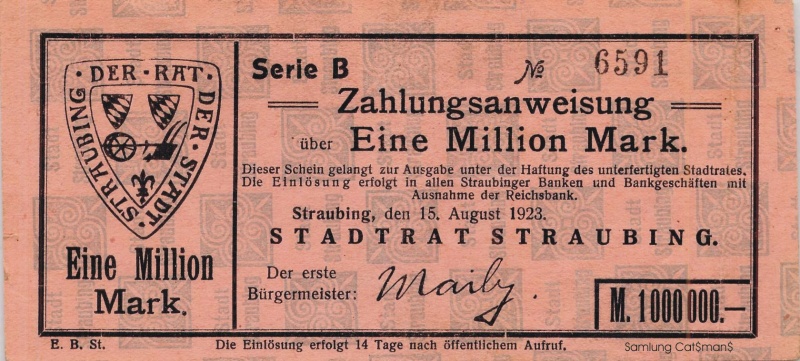 · DER · RAT · DER · STADT · STRAUBING
Eine Million
Mark.
Serie B № 6591
Zahlungsanweisung
über Eine Million Mark.
Dieser Schein gelangt zur Ausgabe unter der Haftung des unterfertigten Stadtrates.
Die Einlösung erfolgt in allen Straubinger Banken und Bankgeschäften mit
Ausnahme der Reichsbank.
Straubing, den 15. August 1923.
STADTRAT STRAUBING.
Der erste
Bürgermeister:
M. 1000000.—
E. B. St. Die Einlösung erfolgt 14 Tage nach öffentlichem Aufruf.
Samlung Cat$man$